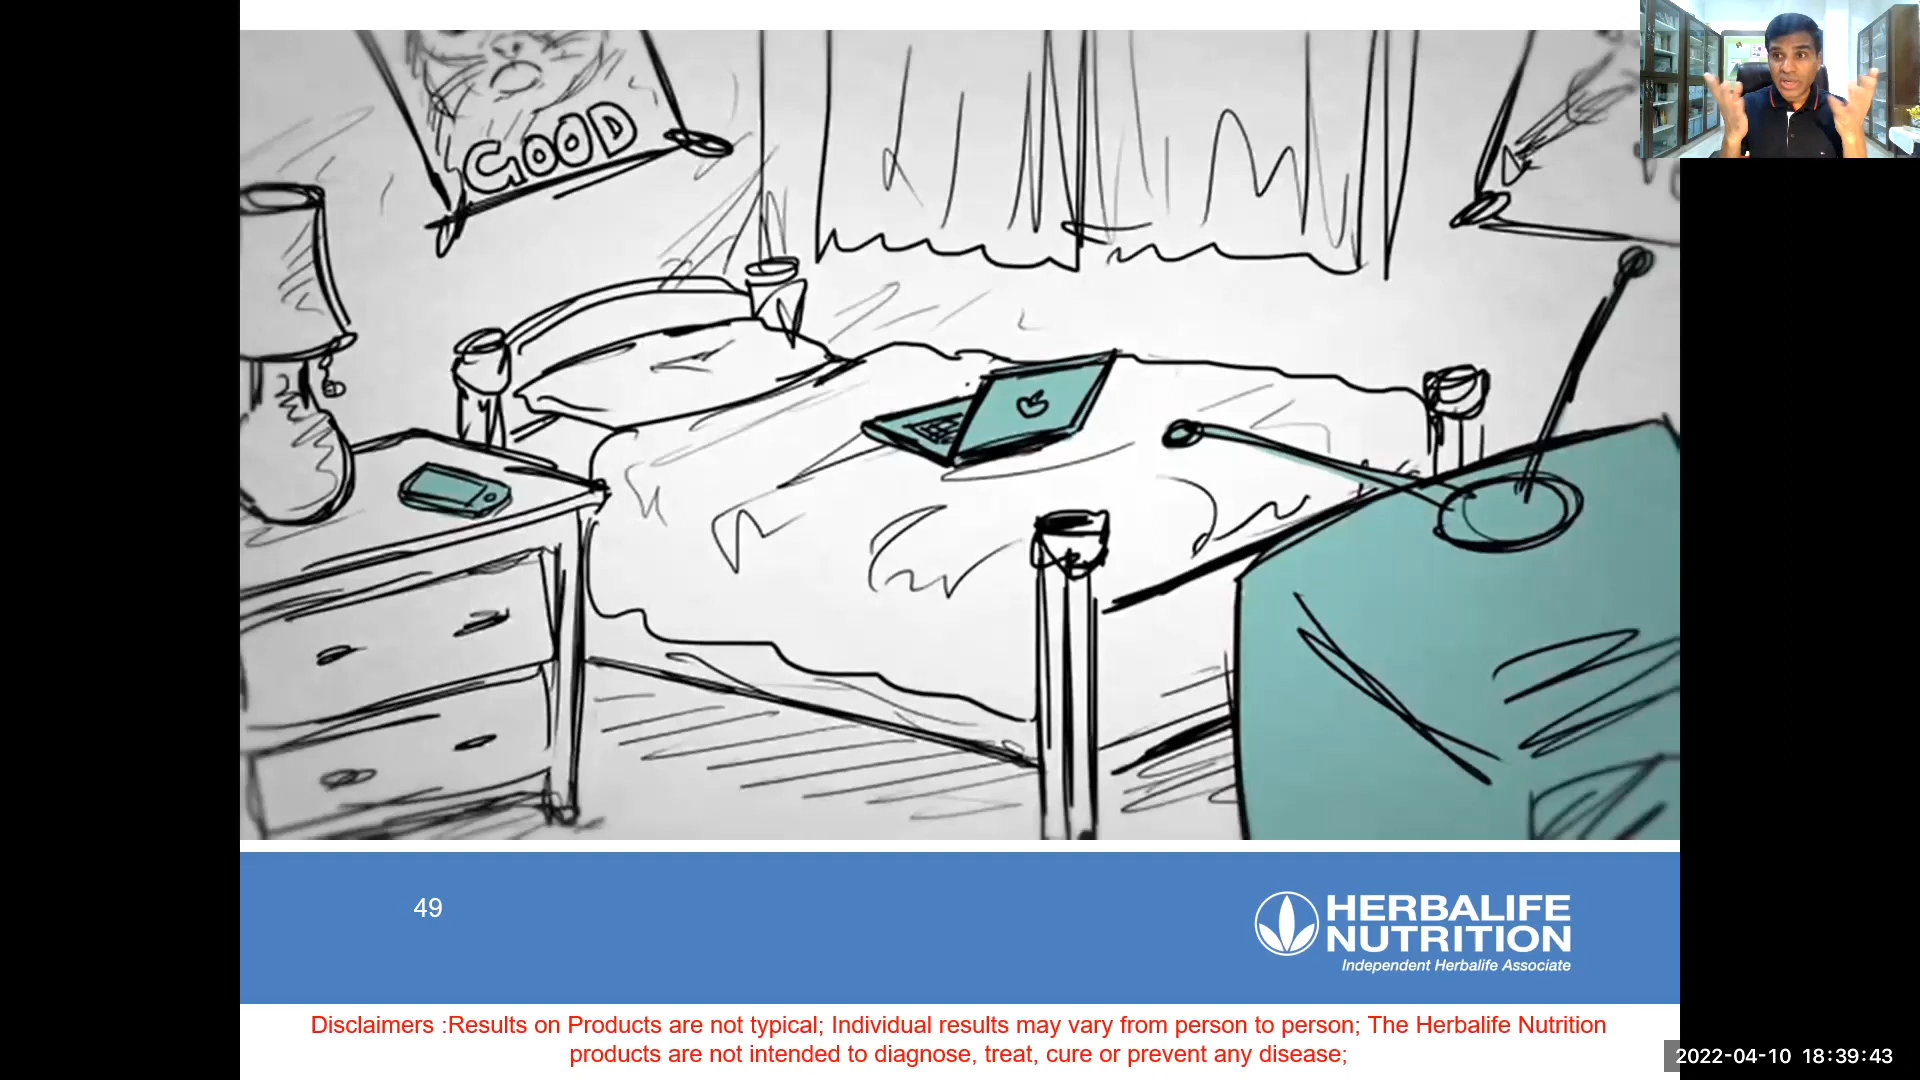 GOOD
49
HERBALIFE
NUTRITION
Independent Herbalife Associate
Disclaimers :Results on Products are not typical; Individual results may vary from person to person; The Herbalife Nutrition
products are not intended to diagnose, treat, cure or prevent any disease;
2022-04-10 18:39:43